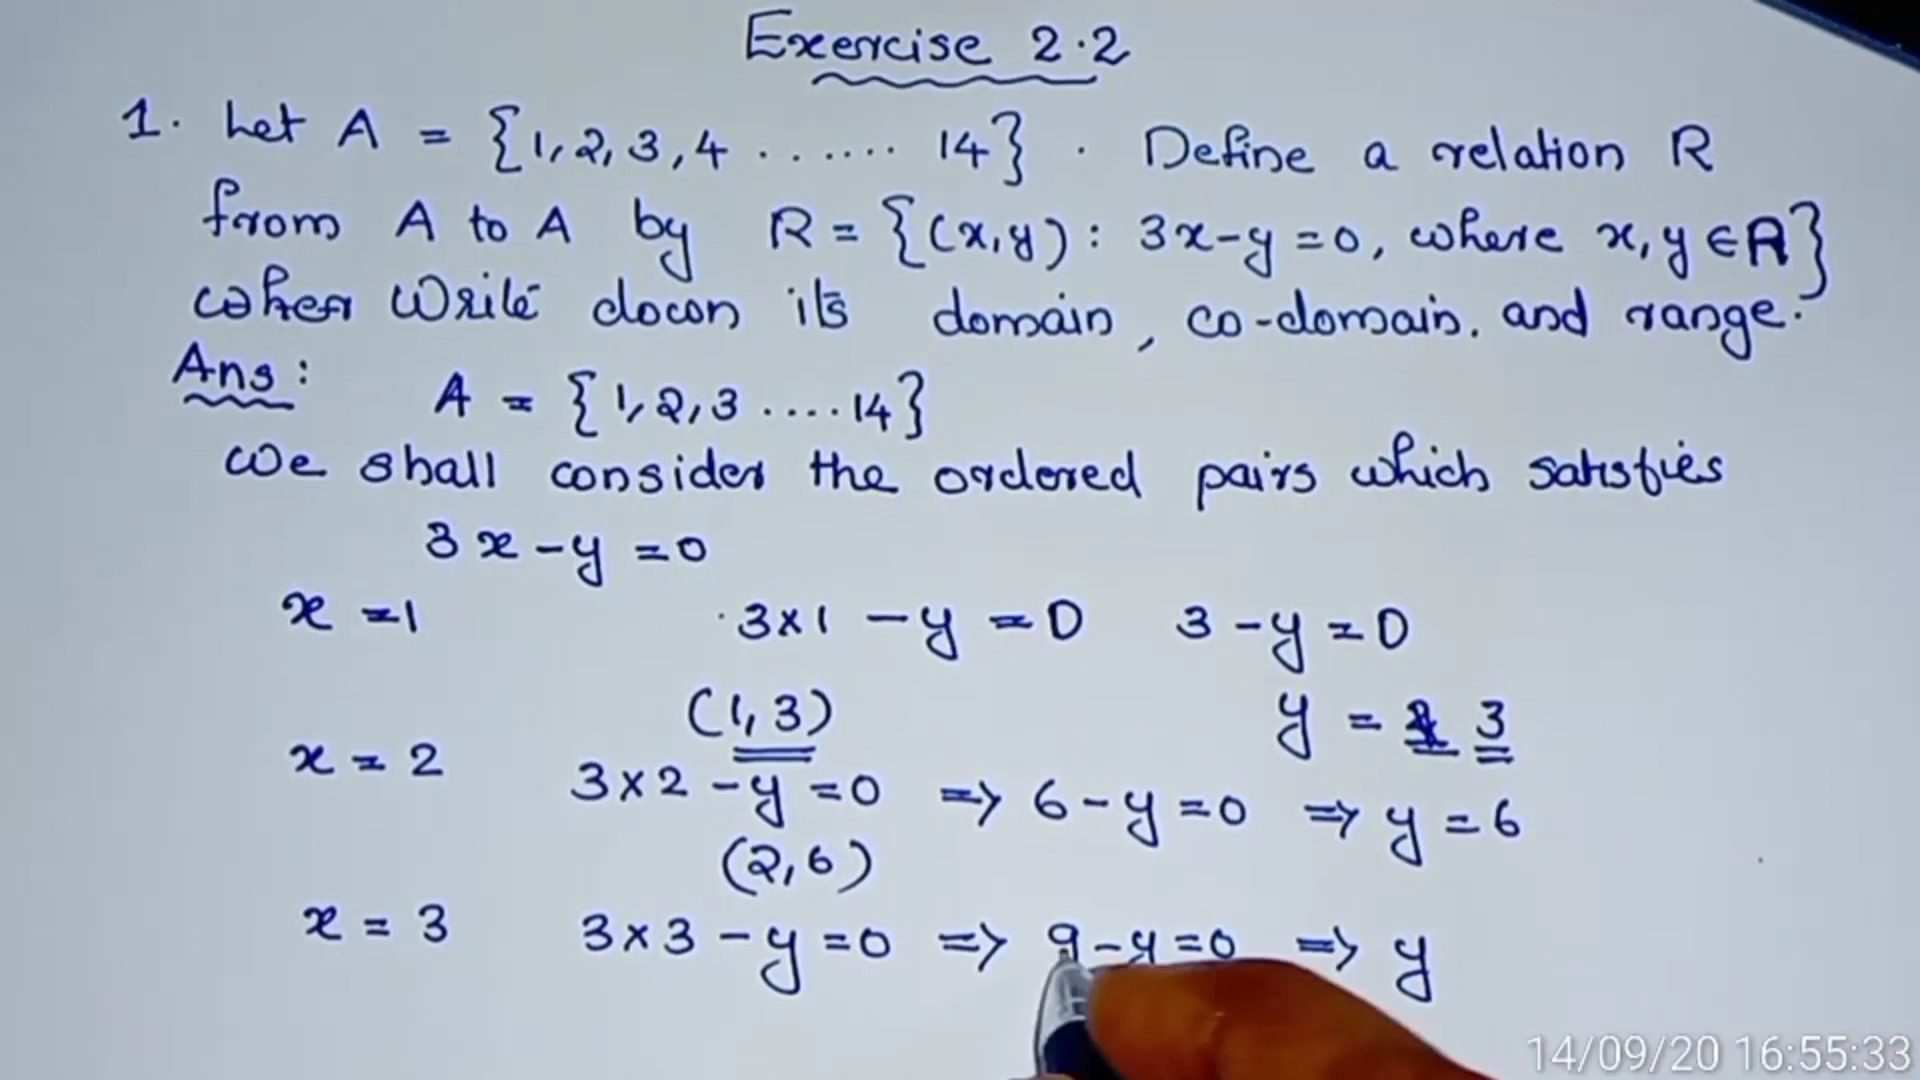 Exercise 2.2
1. Let A = {1, 2, 3, 4 ....... 14} . Define a relation R
from A to A by R = {(x, y) : 3x - y = 0, where x, y ∈ A}
Write down its domain, co-domain. and range.
Ans :
A = {1, 2, 3 .... 14}
We shall consider the ordered pairs which satisfies
3x - y = 0
x = 1 3 × 1 - y = 0 3 - y = 0
(1, 3) y = 3
x = 2 3 × 2 - y = 0 => 6 - y = 0 => y = 6
(2, 6)
x = 3 3 × 3 - y = 0 => 9 - y = 0 => y
14/09/20 16:55:33